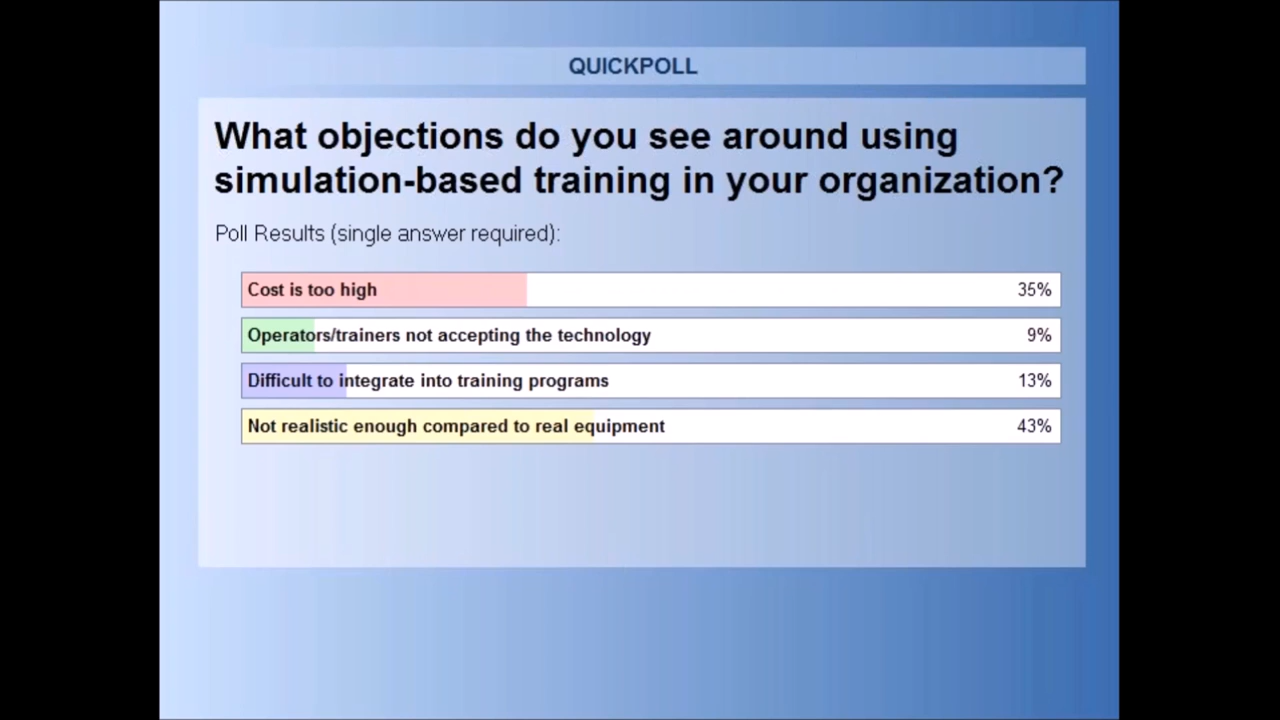 QUICKPOLL
What objections do you see around using
simulation-based training in your organization?
Poll Results (single answer required):
Cost is too high 35%
Operators/trainers not accepting the technology 9%
Difficult to integrate into training programs 13%
Not realistic enough compared to real equipment 43%